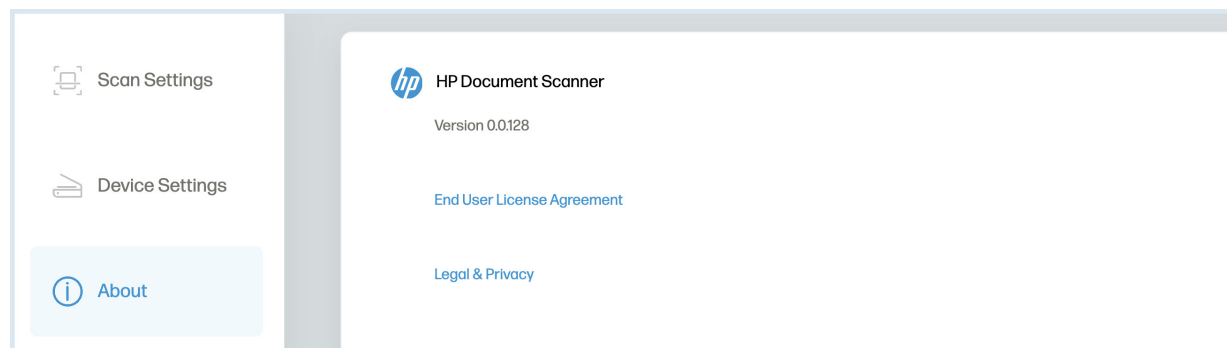 Scan Settings
Device Settings
About
hp
HP Document Scanner
Version 0.0.128
End User License Agreement
Legal & Privacy